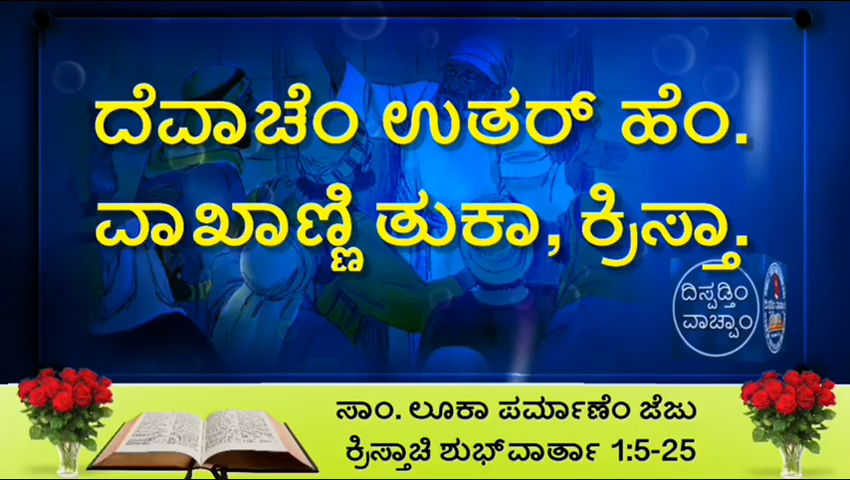 ದೆವಾಚೆಂ ಉತರ್ ಹೆಂ.
ವಾಖಾಣ್ಣಿ ತುಕಾ, ಕ್ರಿಸ್ತಾ.
ದಿಸ್ಪಡ್ತಿಂ
ವಾಚ್ಪಾಂ
ಸಾಂ. ಲೂಕಾ ಪರ್ಮಾಣೆಂ ಜೆಜು
ಕ್ರಿಸ್ತಾಚಿ ಶುಭ್‌ವಾರ್ತಾ 1:5-25